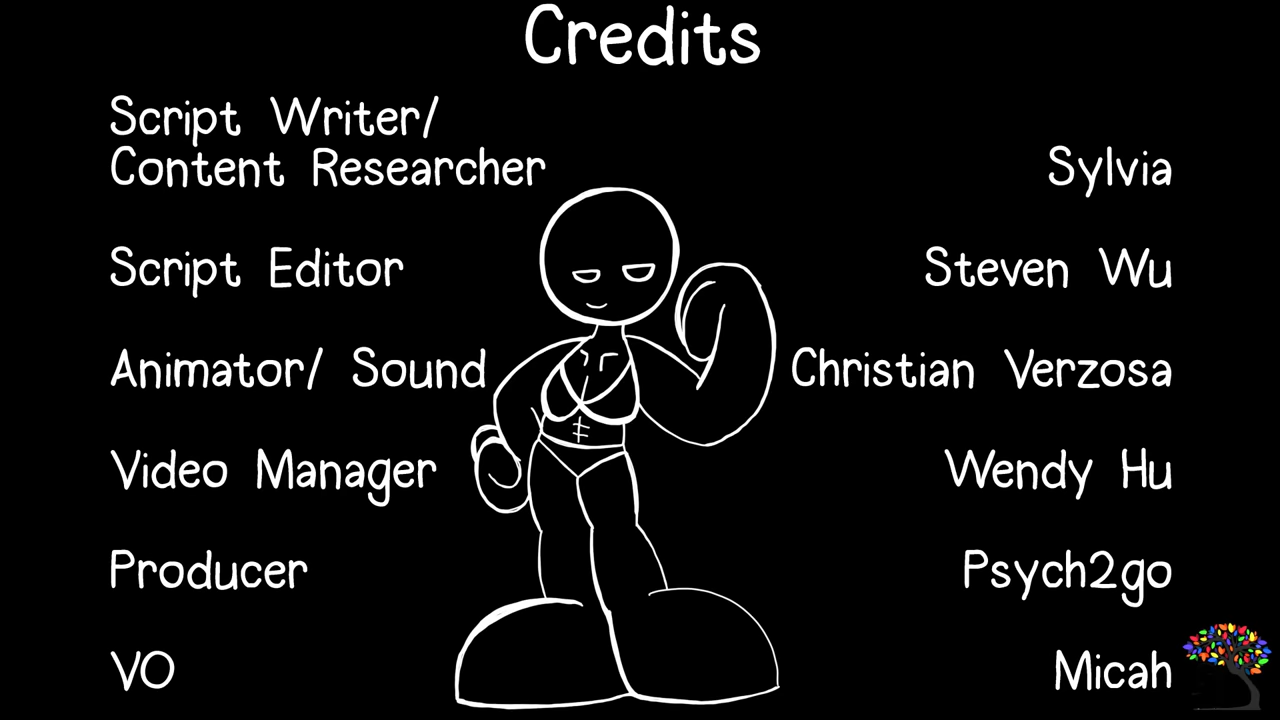 Credits
Script Writer/
Content Researcher Sylvia
Script Editor Steven Wu
Animator/ Sound Christian Verzosa
Video Manager Wendy Hu
Producer Psych2go
VO Micah